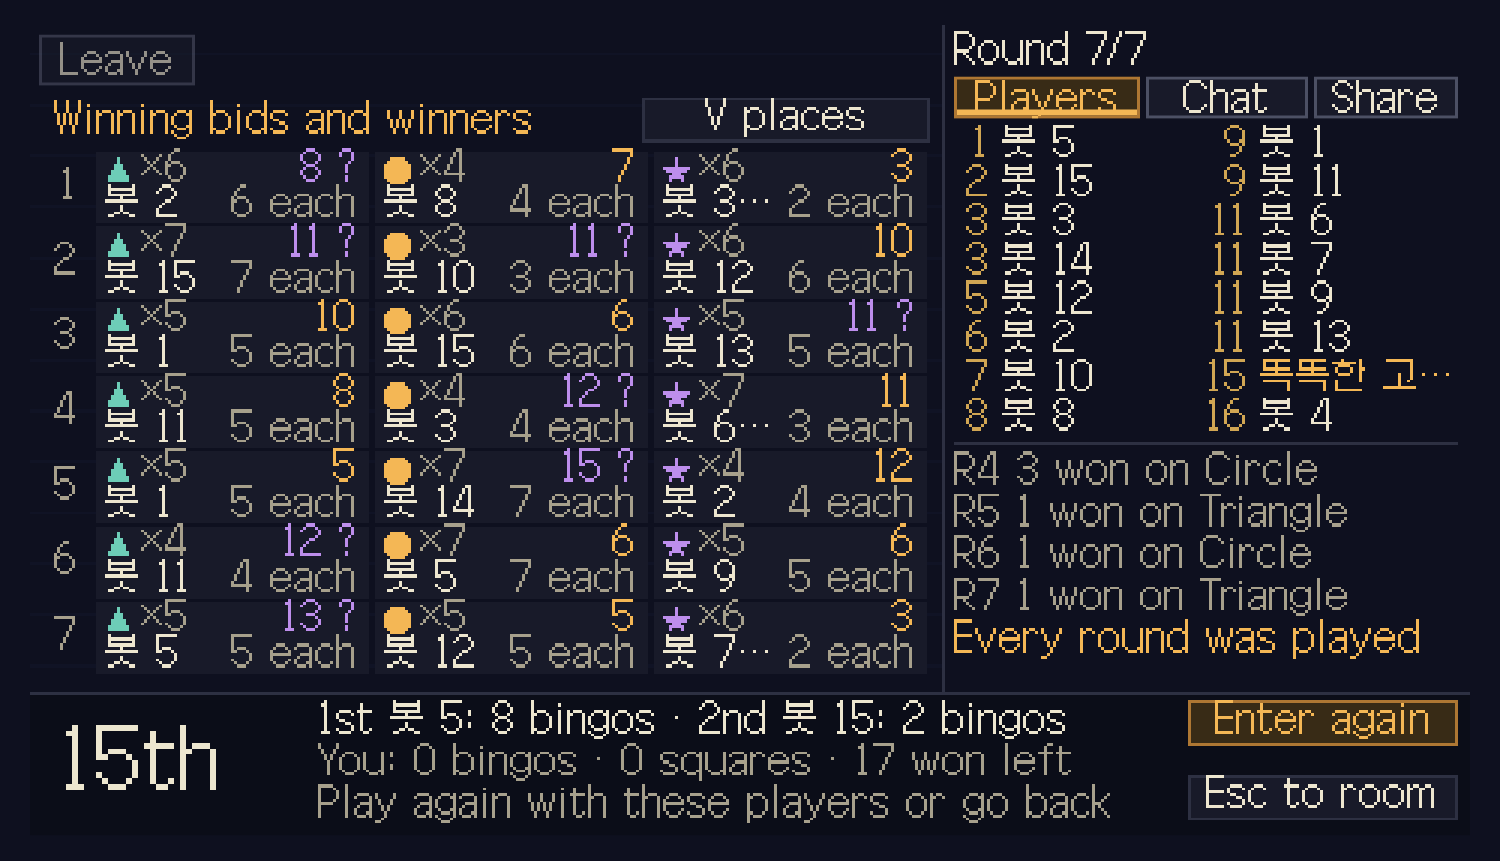 Leave
Winning bids and winners
V places
1 ×6 8 ? ×4 7 ×6 3
봇 2 6 each 봇 8 4 each 봇 3… 2 each
2 ×7 11 ? ×3 11 ? ×6 10
봇 15 7 each 봇 10 3 each 봇 12 6 each
3 ×5 10 ×6 6 ×5 11 ?
봇 1 5 each 봇 15 6 each 봇 13 5 each
4 ×5 8 ×4 12 ? ×7 11
봇 11 5 each 봇 3 4 each 봇 6… 3 each
5 ×5 5 ×7 15 ? ×4 12
봇 1 5 each 봇 14 7 each 봇 2 4 each
6 ×4 12 ? ×7 6 ×5 6
봇 11 4 each 봇 5 7 each 봇 9 5 each
7 ×5 13 ? ×5 5 ×6 3
봇 5 5 each 봇 12 5 each 봇 7… 2 each
Round 7/7
Players Chat Share
1 봇 5 9 봇 1
2 봇 15 9 봇 11
3 봇 3 11 봇 6
3 봇 14 11 봇 7
5 봇 12 11 봇 9
6 봇 2 11 봇 13
7 봇 10 15 똑똑한 고…
8 봇 8 16 봇 4
R4 3 won on Circle
R5 1 won on Triangle
R6 1 won on Circle
R7 1 won on Triangle
Every round was played
15th
1st 봇 5: 8 bingos · 2nd 봇 15: 2 bingos
You: 0 bingos · 0 squares · 17 won left
Play again with these players or go back
Enter again
Esc to room